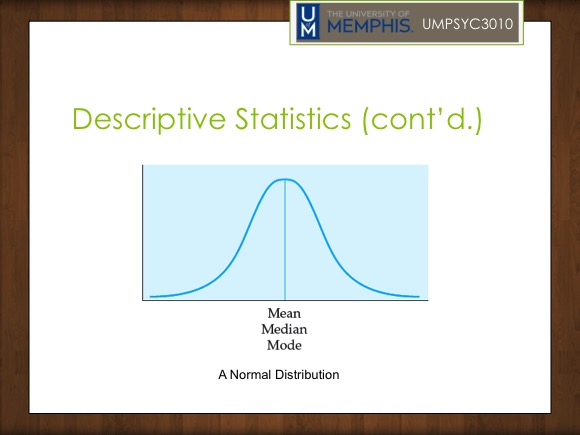 UM
THE UNIVERSITY OF
MEMPHIS.
UMPSYC3010
Descriptive Statistics (cont’d.)
Mean
Median
Mode
A Normal Distribution